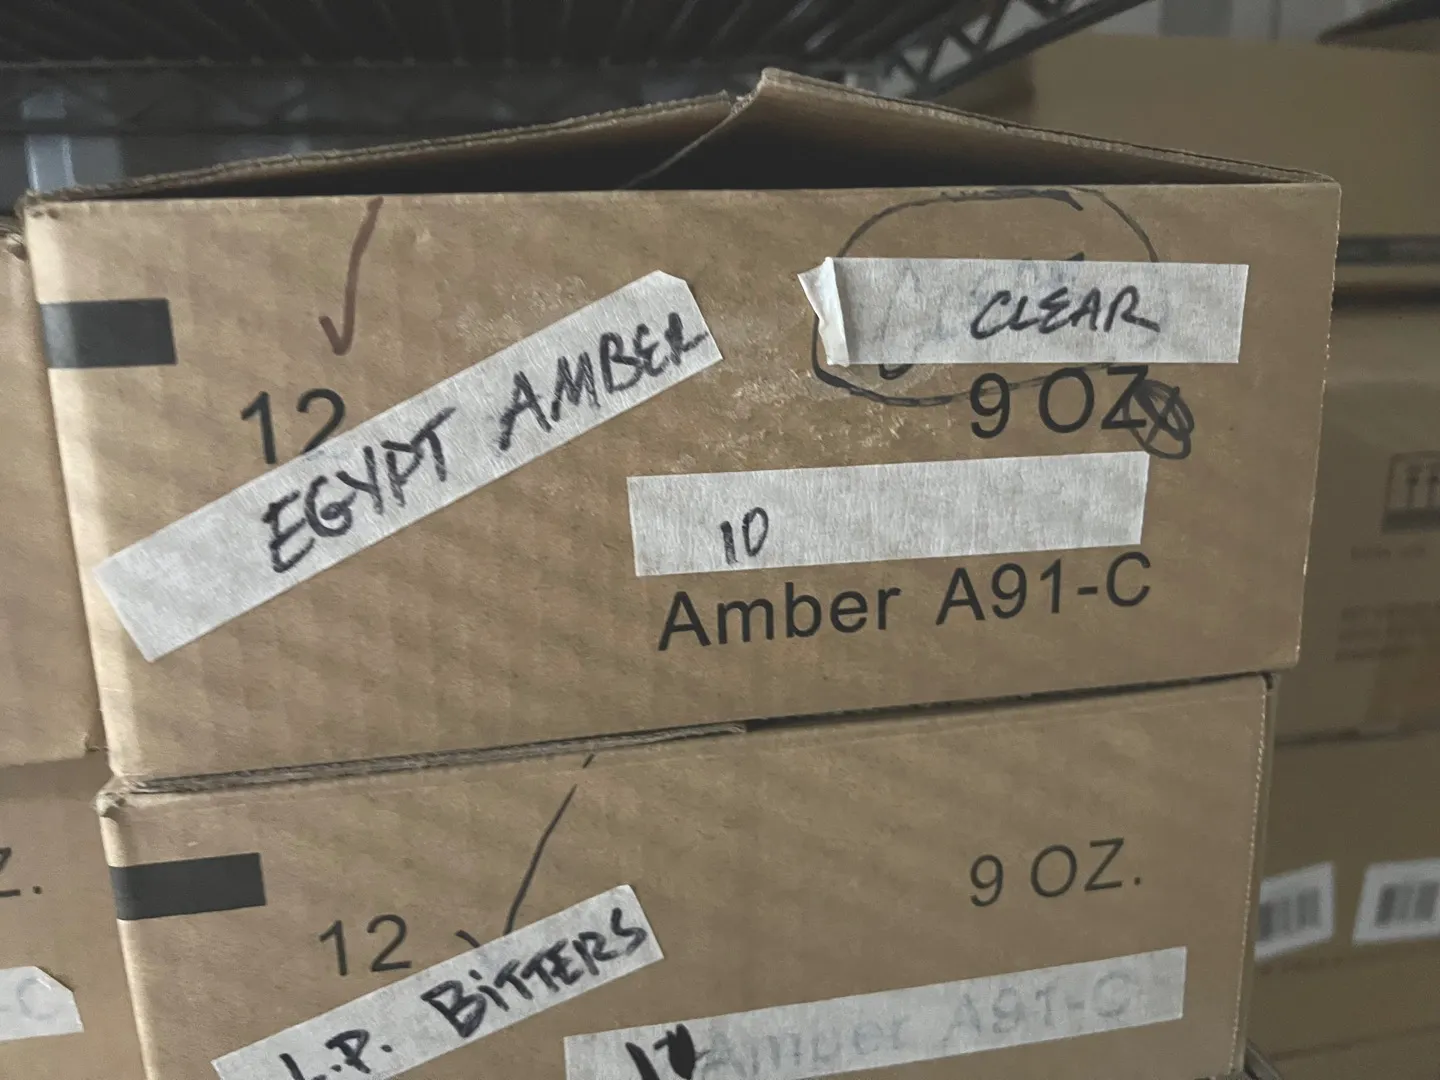 12
EGYPT AMBER
CLEAR
9 OZ
10
Amber A91-C
Z.
12
9 OZ.
L.P. BITTERS
Amber A91-C
-C